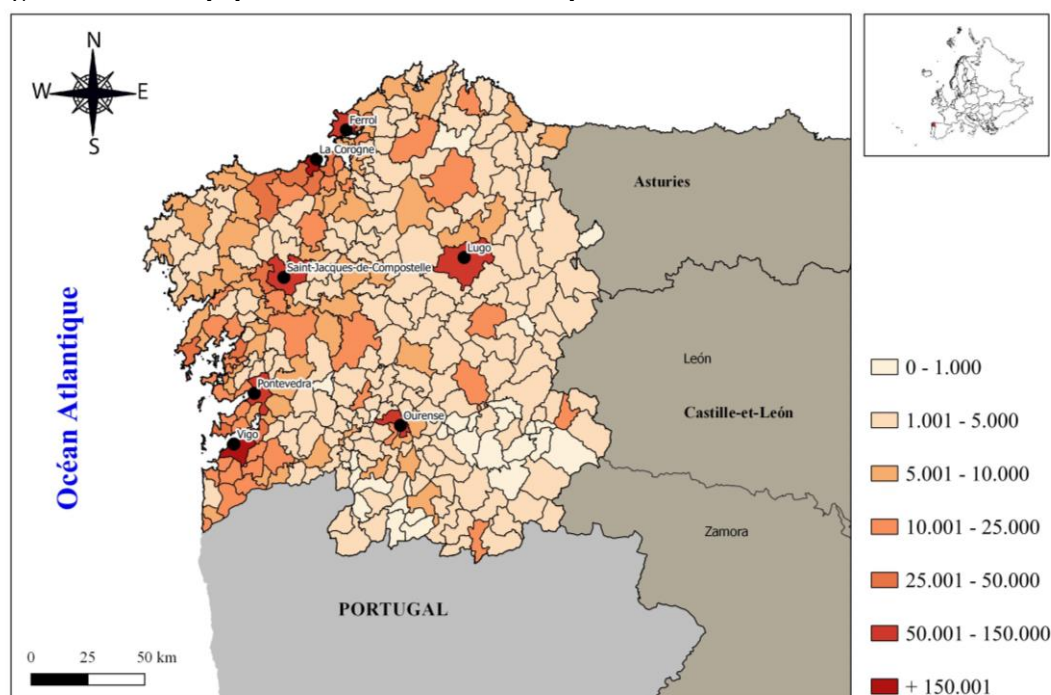 N
W E
S
Ferrol
La Corogne
Asturies
Lugo
Saint-Jacques-de-Compostelle
Océan Atlantique
León
Pontevedra
Castille-et-León
Ourense
Vigo
Zamora
PORTUGAL
0 25 50 km
0 - 1.000
1.001 - 5.000
5.001 - 10.000
10.001 - 25.000
25.001 - 50.000
50.001 - 150.000
+ 150.001